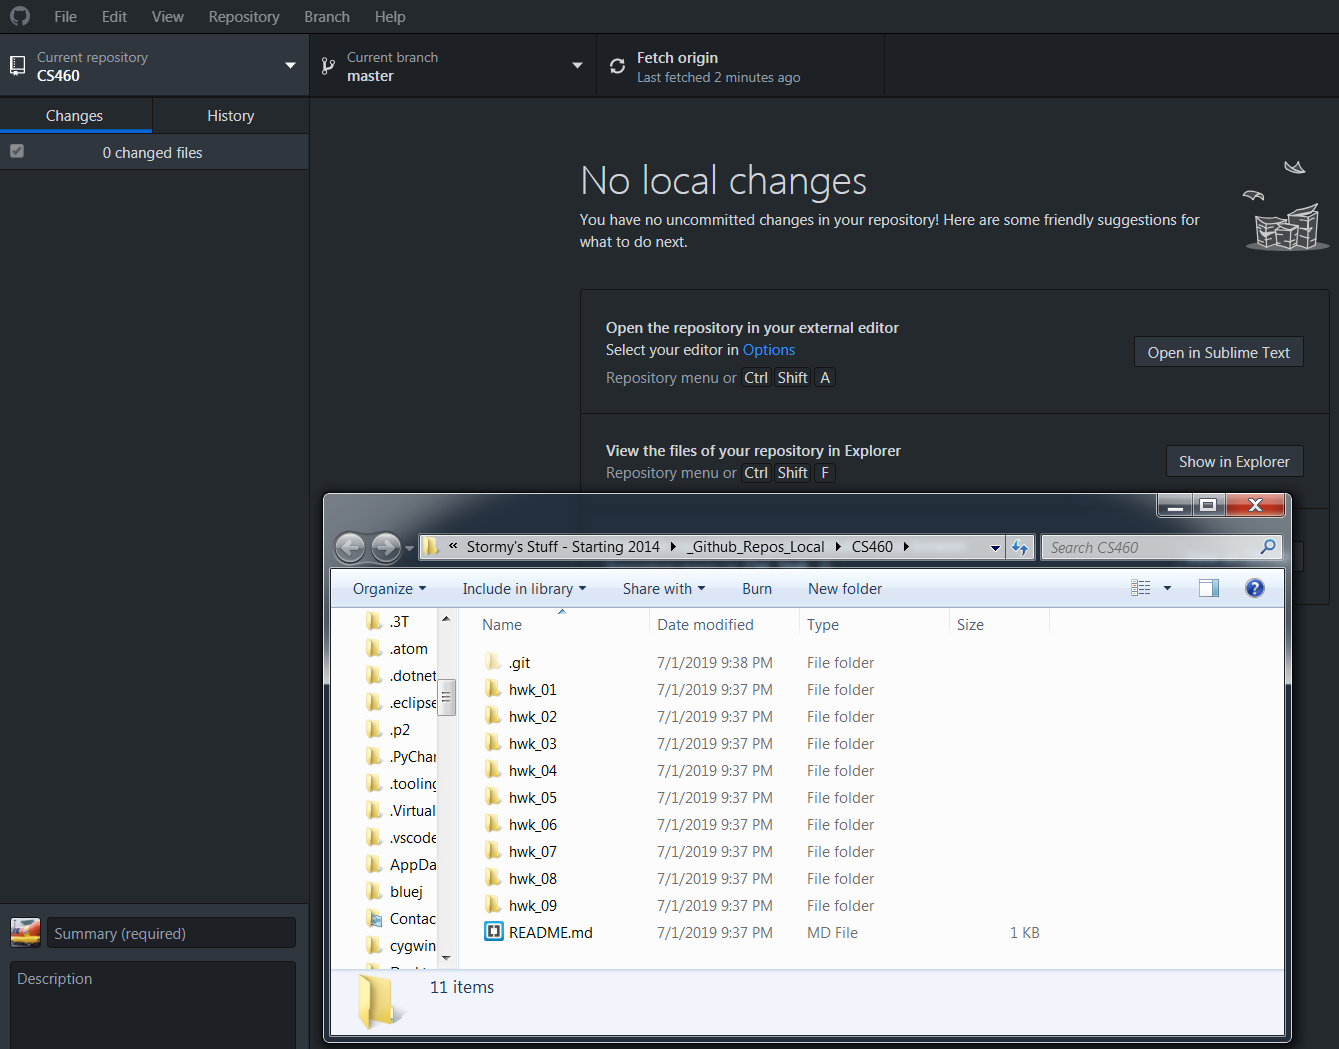 File Edit View Repository Branch Help
Current repository
CS460
Current branch
master
Fetch origin
Last fetched 2 minutes ago
Changes History
0 changed files
No local changes
You have no uncommitted changes in your repository! Here are some friendly suggestions for
what to do next.
Open the repository in your external editor
Select your editor in Options
Repository menu or Ctrl Shift A
Open in Sublime Text
View the files of your repository in Explorer
Repository menu or Ctrl Shift F
Show in Explorer
« Stormy's Stuff - Starting 2014 _Github_Repos_Local CS460
Search CS460
Organize Include in library Share with Burn New folder
.3T
.atom
.dotnet
.eclipse
.p2
.PyChar
.tooling
.Virtual
.vscode
AppDa
bluej
Contac
cygwin
Name Date modified Type Size
.git 7/1/2019 9:38 PM File folder
hwk_01 7/1/2019 9:37 PM File folder
hwk_02 7/1/2019 9:37 PM File folder
hwk_03 7/1/2019 9:37 PM File folder
hwk_04 7/1/2019 9:37 PM File folder
hwk_05 7/1/2019 9:37 PM File folder
hwk_06 7/1/2019 9:37 PM File folder
hwk_07 7/1/2019 9:37 PM File folder
hwk_08 7/1/2019 9:37 PM File folder
hwk_09 7/1/2019 9:37 PM File folder
README.md 7/1/2019 9:37 PM MD File 1 KB
11 items
Summary (required)
Description